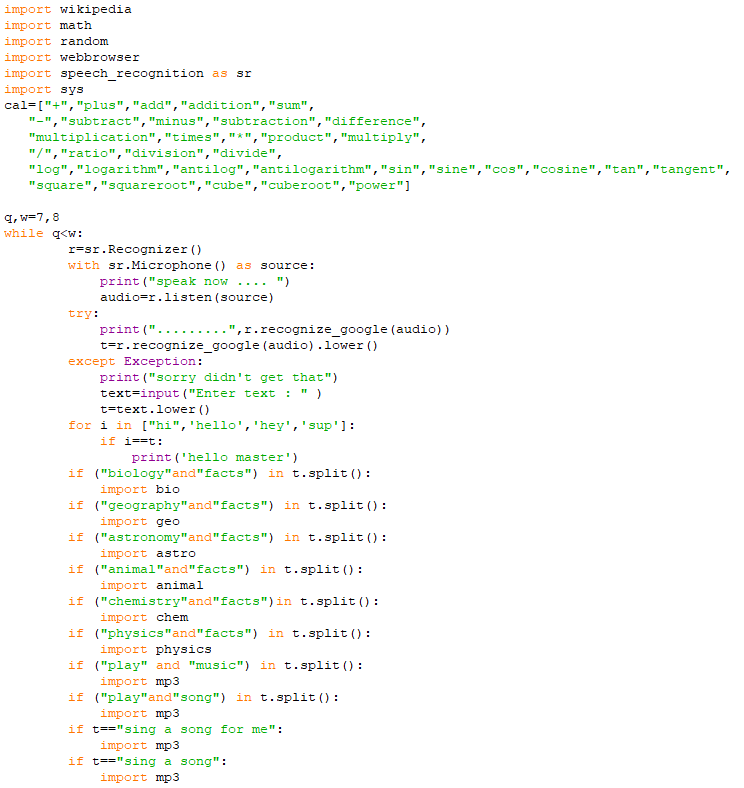 import wikipedia
import math
import random
import webbrowser
import speech_recognition as sr
import sys
cal=["+","plus","add","addition","sum",
   "-","subtract","minus","subtraction","difference",
   "multiplication","times","*","product","multiply",
   "/","ratio","division","divide",
   "log","logarithm","antilog","antilogarithm","sin","sine","cos","cosine","tan","tangent",
   "square","squareroot","cube","cuberoot","power"]

q,w=7,8
while q<w:
        r=sr.Recognizer()
        with sr.Microphone() as source:
            print("speak now .... ")
            audio=r.listen(source)
        try:
            print(".........",r.recognize_google(audio))
            t=r.recognize_google(audio).lower()
        except Exception:
            print("sorry didn't get that")
            text=input("Enter text : " )
            t=text.lower()
        for i in ["hi",'hello','hey','sup']:
            if i==t:
                print('hello master')
        if ("biology"and"facts") in t.split():
            import bio
        if ("geography"and"facts") in t.split():
            import geo
        if ("astronomy"and"facts") in t.split():
            import astro
        if ("animal"and"facts") in t.split():
            import animal
        if ("chemistry"and"facts")in t.split():
            import chem
        if ("physics"and"facts") in t.split():
            import physics
        if ("play" and "music") in t.split():
            import mp3
        if ("play"and"song") in t.split():
            import mp3
        if t=="sing a song for me":
            import mp3
        if t=="sing a song":
            import mp3